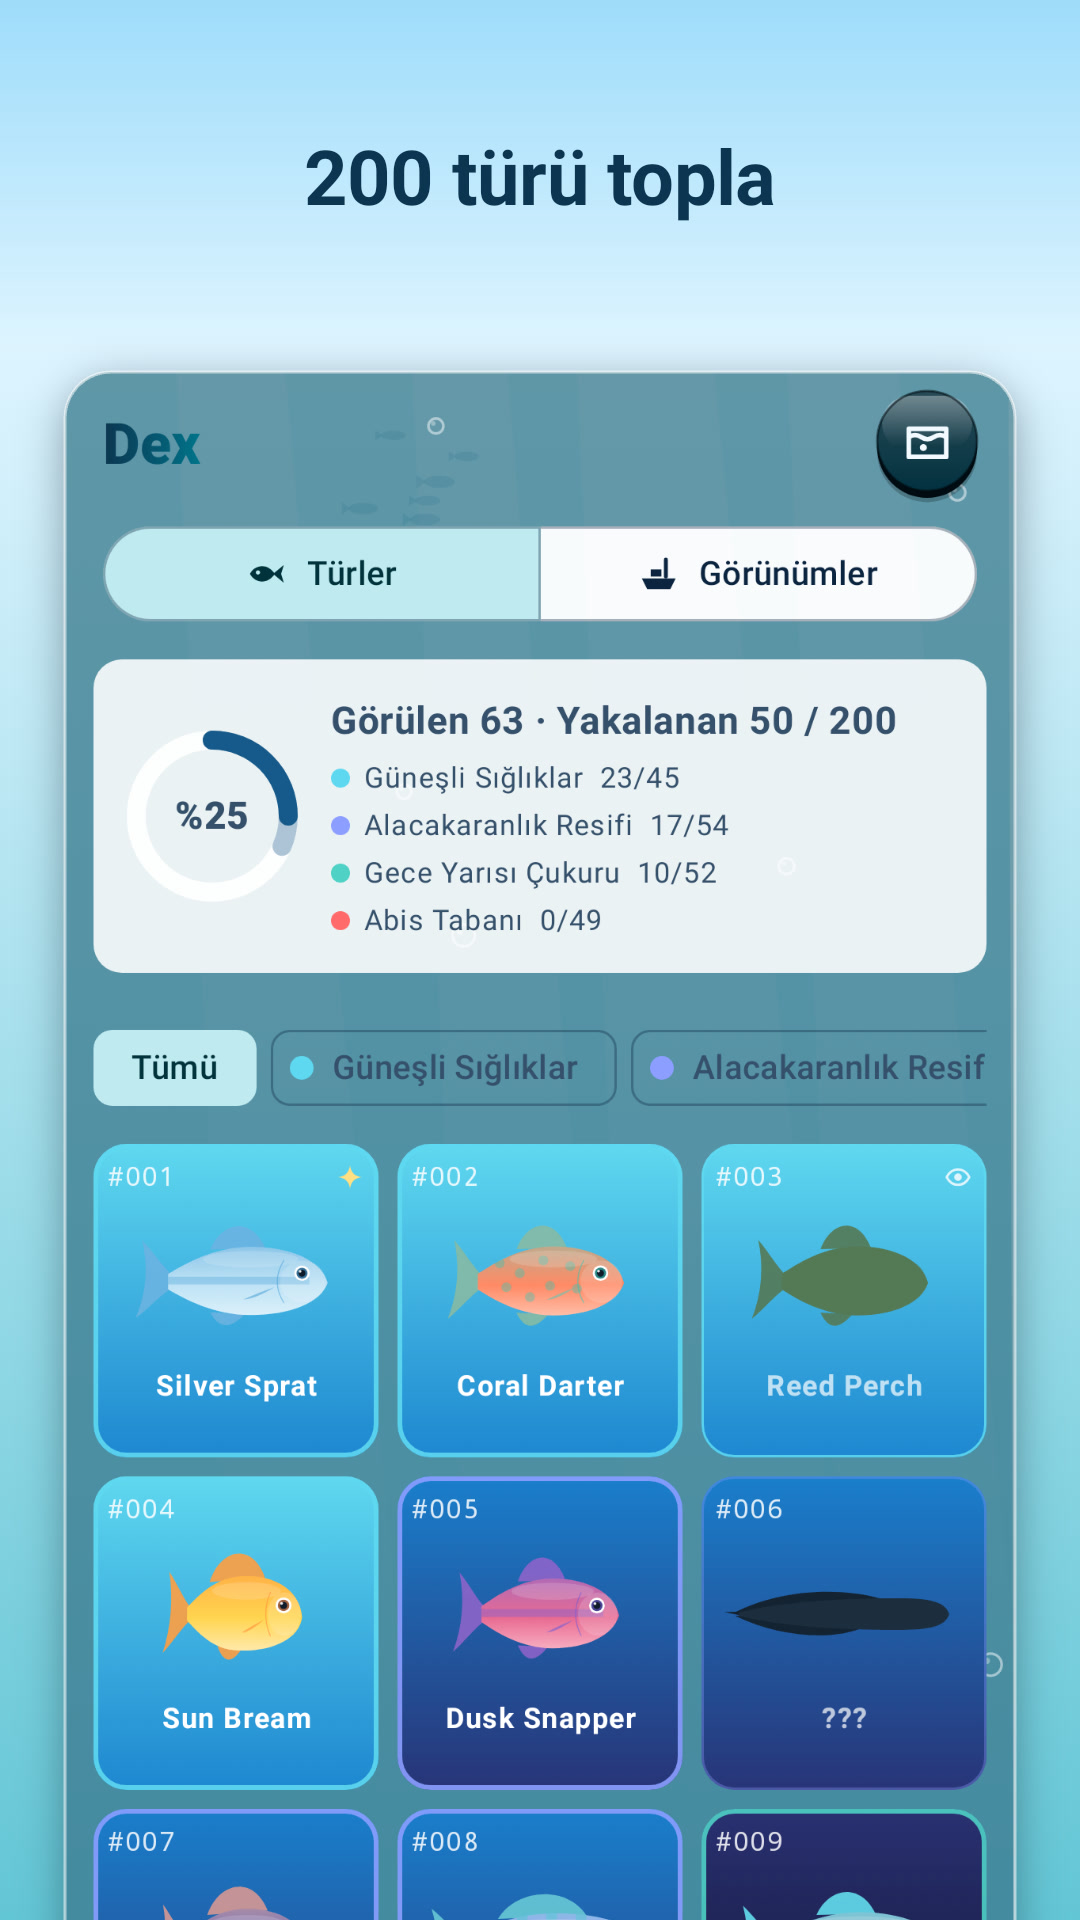 200 türü topla
Dex
Türler
Görünümler
Görülen 63 · Yakalanan 50 / 200
%25
Güneşli Sığlıklar 23/45
Alacakaranlık Resifi 17/54
Gece Yarısı Çukuru 10/52
Abis Tabanı 0/49
Tümü
Güneşli Sığlıklar
Alacakaranlık Resif
#001
#002
#003
Silver Sprat
Coral Darter
Reed Perch
#004
#005
#006
Sun Bream
Dusk Snapper
???
#007
#008
#009